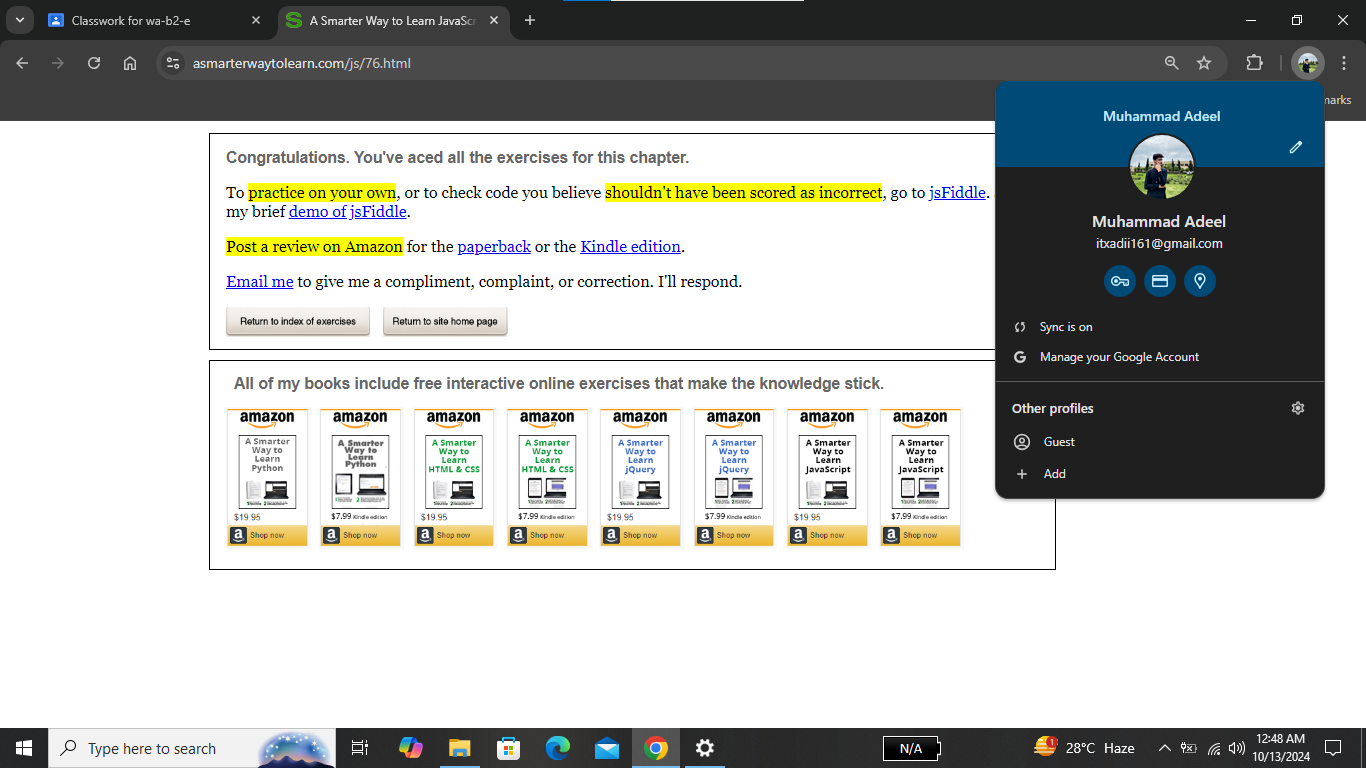 Classwork for wa-b2-e
A Smarter Way to Learn JavaSc
asmarterwaytolearn.com/js/76.html
marks
Congratulations. You've aced all the exercises for this chapter.
To practice on your own, or to check code you believe shouldn't have been scored as incorrect, go to jsFiddle.
my brief demo of jsFiddle.
Post a review on Amazon for the paperback or the Kindle edition.
Email me to give me a compliment, complaint, or correction. I'll respond.
Return to index of exercises
Return to site home page
Muhammad Adeel
Muhammad Adeel
itxadii161@gmail.com
Sync is on
Manage your Google Account
Other profiles
Guest
Add
All of my books include free interactive online exercises that make the knowledge stick.
amazon
A Smarter
Way to
Learn
Python
$19.95
Shop now
amazon
A Smarter
Way to
Learn
Python
$7.99 Kindle edition
Shop now
amazon
A Smarter
Way to
Learn
HTML & CSS
$19.95
Shop now
amazon
A Smarter
Way to
Learn
HTML & CSS
$7.99 Kindle edition
Shop now
amazon
A Smarter
Way to
Learn
jQuery
$19.95
Shop now
amazon
A Smarter
Way to
Learn
jQuery
$7.99 Kindle edition
Shop now
amazon
A Smarter
Way to
Learn
JavaScript
$19.95
Shop now
amazon
A Smarter
Way to
Learn
JavaScript
$7.99 Kindle edition
Shop now
Type here to search
N/A
1
28°C Haze
12:48 AM
10/13/2024